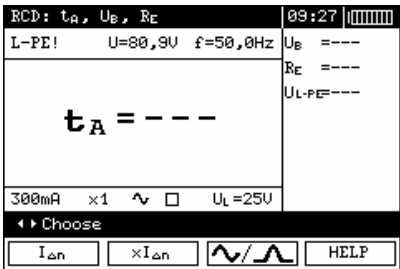 RCD: tA, UB, RE 09:27
L-PE! U=80,9V f=50,0Hz
UB =---
RE =---
UL-PE=---
tA=---
300mA ×1 UL=25V
Choose
IΔn ×IΔn HELP